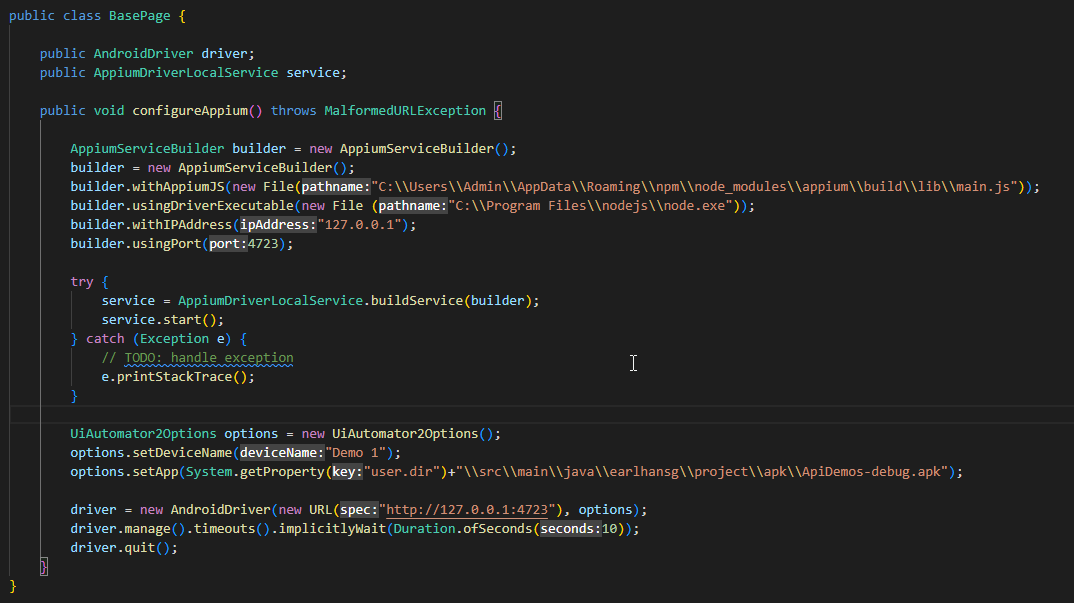 public class BasePage {
public AndroidDriver driver;
public AppiumDriverLocalService service;
public void configureAppium() throws MalformedURLException {
AppiumServiceBuilder builder = new AppiumServiceBuilder();
builder = new AppiumServiceBuilder();
builder.withAppiumJS(new File(pathname:"C:\\Users\\Admin\\AppData\\Roaming\\npm\\node_modules\\appium\\build\\lib\\main.js"));
builder.usingDriverExecutable(new File (pathname:"C:\\Program Files\\nodejs\\node.exe"));
builder.withIPAddress(ipAddress:"127.0.0.1");
builder.usingPort(port:4723);
try {
service = AppiumDriverLocalService.buildService(builder);
service.start();
} catch (Exception e) {
// TODO: handle exception
e.printStackTrace();
}
UiAutomator2Options options = new UiAutomator2Options();
options.setDeviceName(deviceName:"Demo 1");
options.setApp(System.getProperty(key:"user.dir")+"\\src\\main\\java\\earlhansg\\project\\apk\\ApiDemos-debug.apk");
driver = new AndroidDriver(new URL(spec:"http://127.0.0.1:4723"), options);
driver.manage().timeouts().implicitlyWait(Duration.ofSeconds(seconds:10));
driver.quit();
}
}